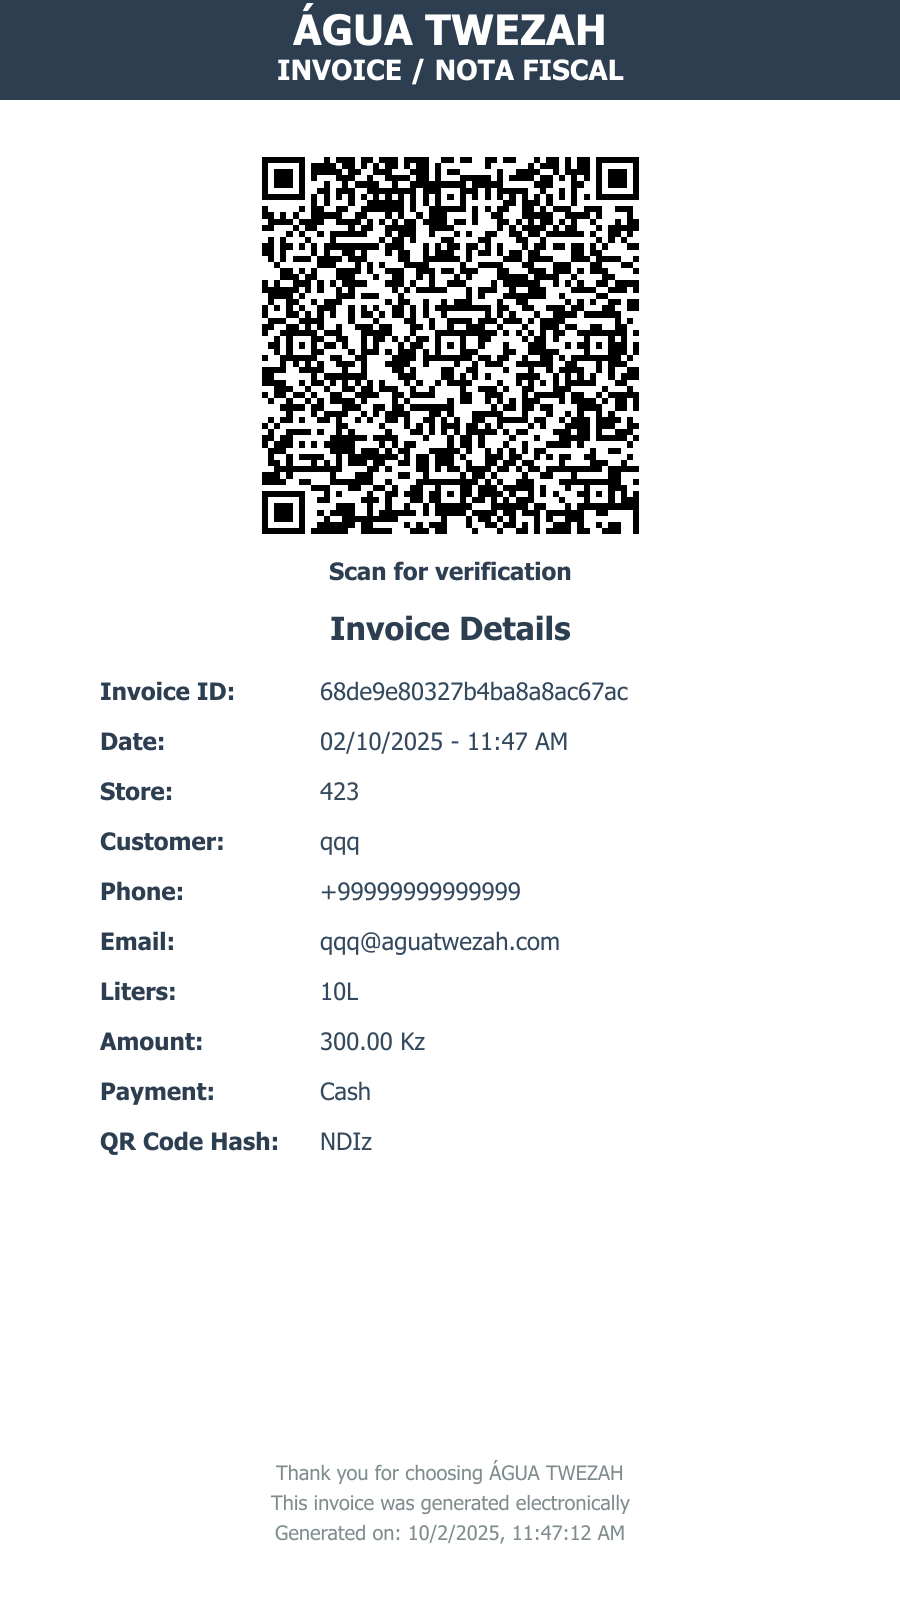 ÁGUA TWEZAH
INVOICE / NOTA FISCAL
Scan for verification
Invoice Details
Invoice ID: 68de9e80327b4ba8a8ac67ac
Date: 02/10/2025 - 11:47 AM
Store: 423
Customer: qqq
Phone: +99999999999999
Email: qqq@aguatwezah.com
Liters: 10L
Amount: 300.00 Kz
Payment: Cash
QR Code Hash: NDIz
Thank you for choosing ÁGUA TWEZAH
This invoice was generated electronically
Generated on: 10/2/2025, 11:47:12 AM